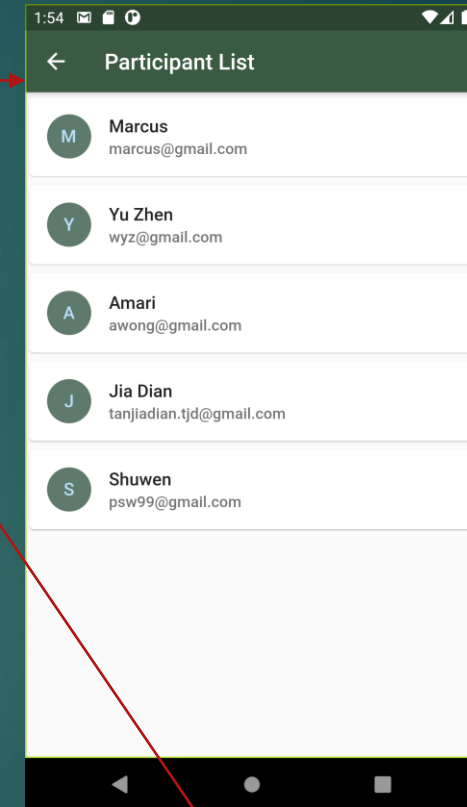 1:54
Participant List
M
Marcus
marcus@gmail.com
Y
Yu Zhen
wyz@gmail.com
A
Amari
awong@gmail.com
J
Jia Dian
tanjiadian.tjd@gmail.com
S
Shuwen
psw99@gmail.com